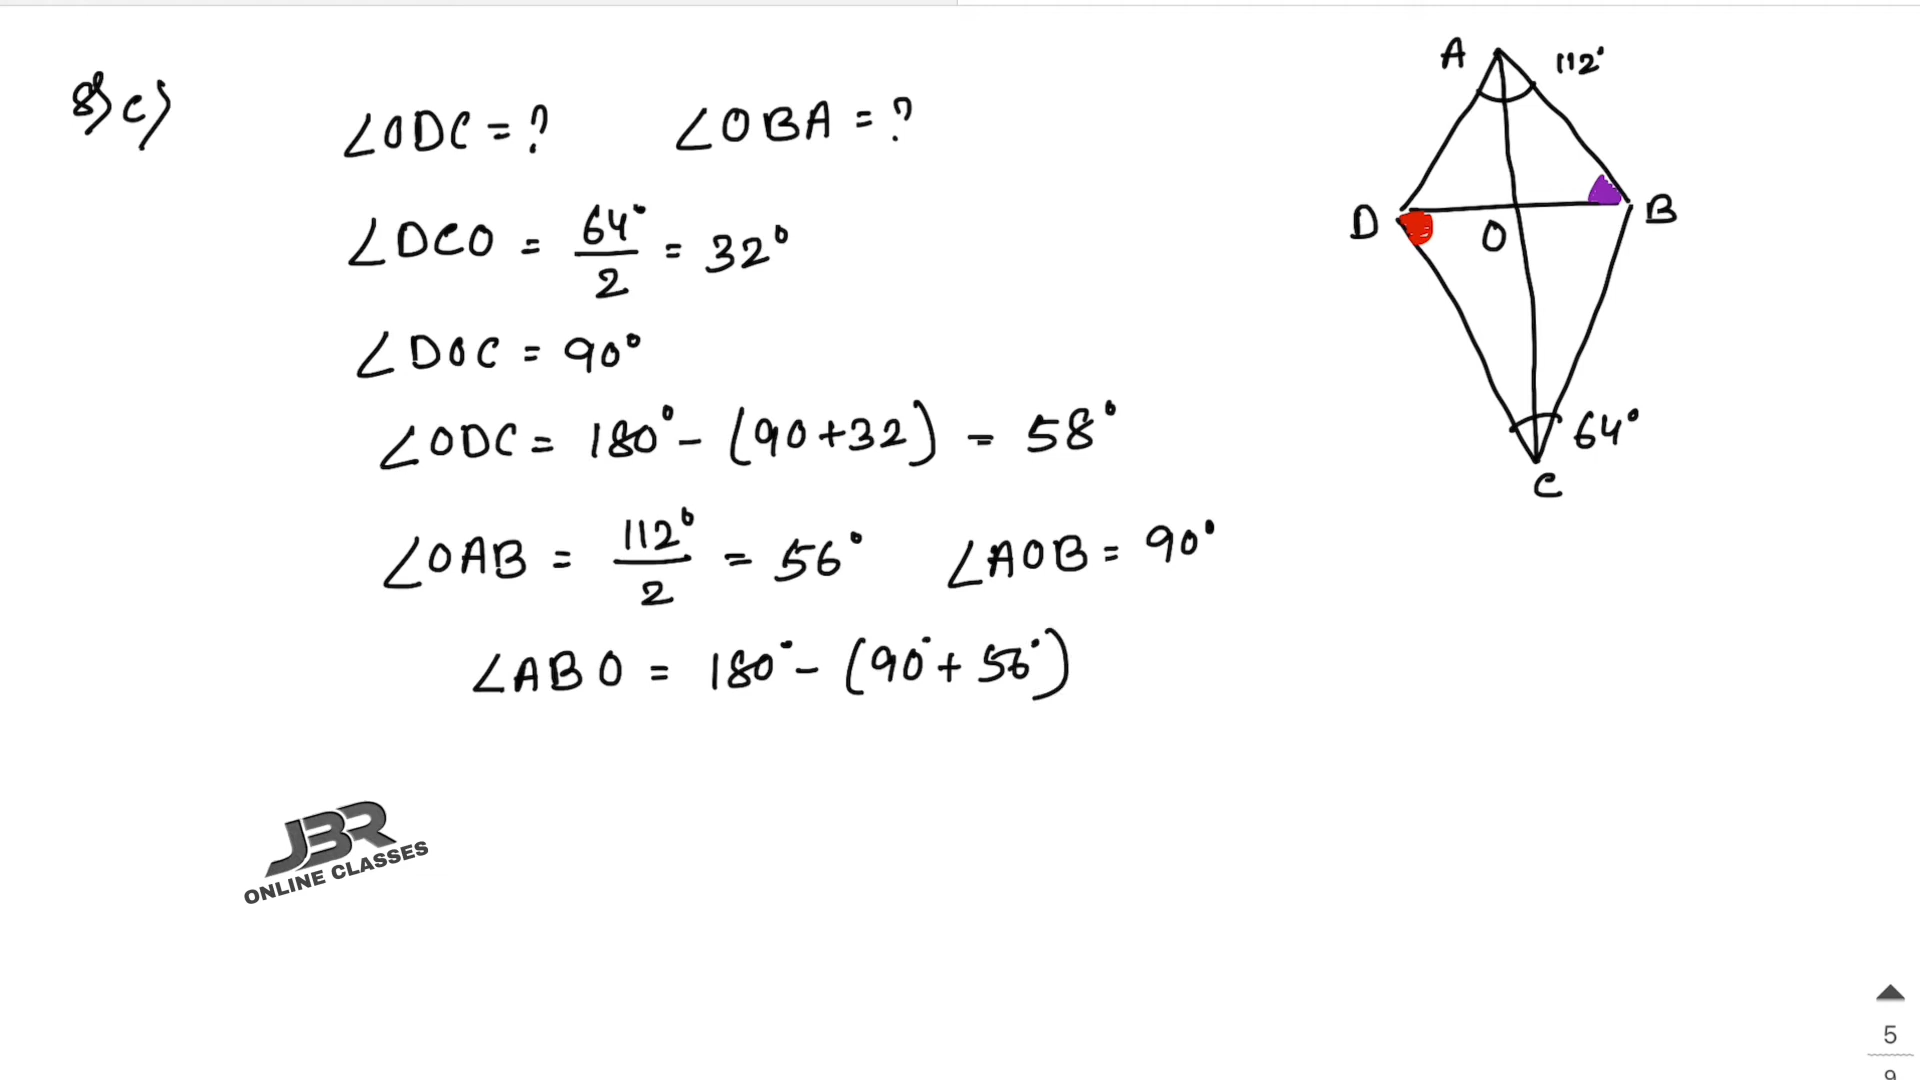 8) c)
∠ODC = ? ∠OBA = ?
∠DCO = 64°/2 = 32°
∠DOC = 90°
∠ODC = 180° - (90+32) = 58°
∠OAB = 112°/2 = 56° ∠AOB = 90°
∠ABO = 180° - (90° + 56°)
A 112°
D O B
64°
C
JBR
ONLINE CLASSES
5
9